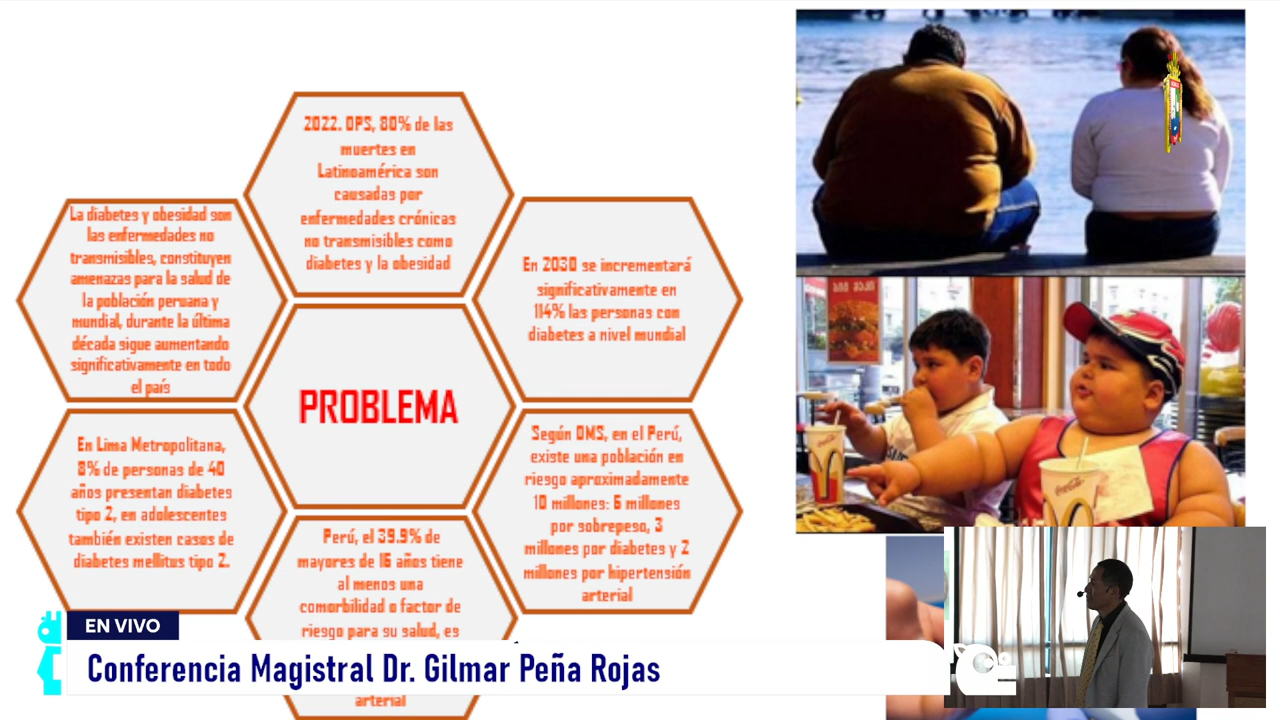 2022. OPS, 80% de las
muertes en
Latinoamérica son
causadas por
enfermedades crónicas
no transmisibles como
diabetes y la obesidad
La diabetes y obesidad son
las enfermedades no
transmisibles, constituyen
amenazas para la salud de
la población peruana y
mundial, durante la última
década sigue aumentando
significativamente en todo
el país
En 2030 se incrementará
significativamente en
114% las personas con
diabetes a nivel mundial
PROBLEMA
En Lima Metropolitana,
8% de personas de 40
años presentan diabetes
tipo 2, en adolescentes
también existen casos de
diabetes mellitus tipo 2.
Según OMS, en el Perú,
existe una población en
riesgo aproximadamente
10 millones: 6 millones
por sobrepeso, 3
millones por diabetes y 2
millones por hipertensión
arterial
Perú, el 39.9% de
mayores de 16 años tiene
al menos una
comorbilidad o factor de
riesgo para su salud, es
arterial
Coca-Cola
EN VIVO
Conferencia Magistral Dr. Gilmar Peña Rojas